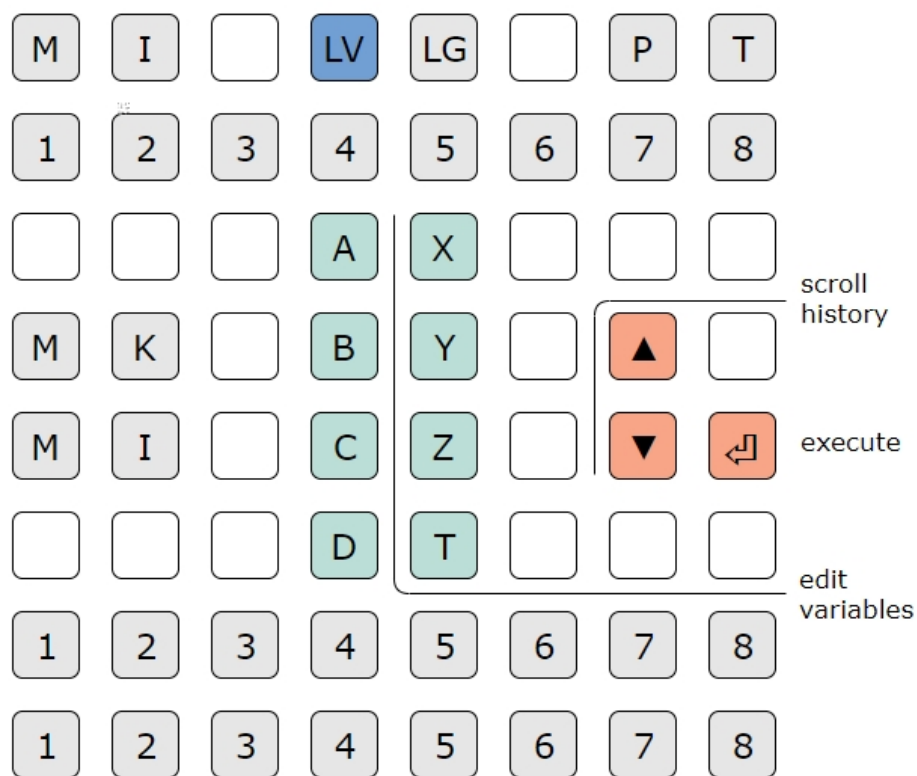 M I LV LG P T
1 2 3 4 5 6 7 8
A X
scroll
history
M K B Y ▲
M I C Z ▼ ⏎ execute
D T
edit
variables
1 2 3 4 5 6 7 8
1 2 3 4 5 6 7 8